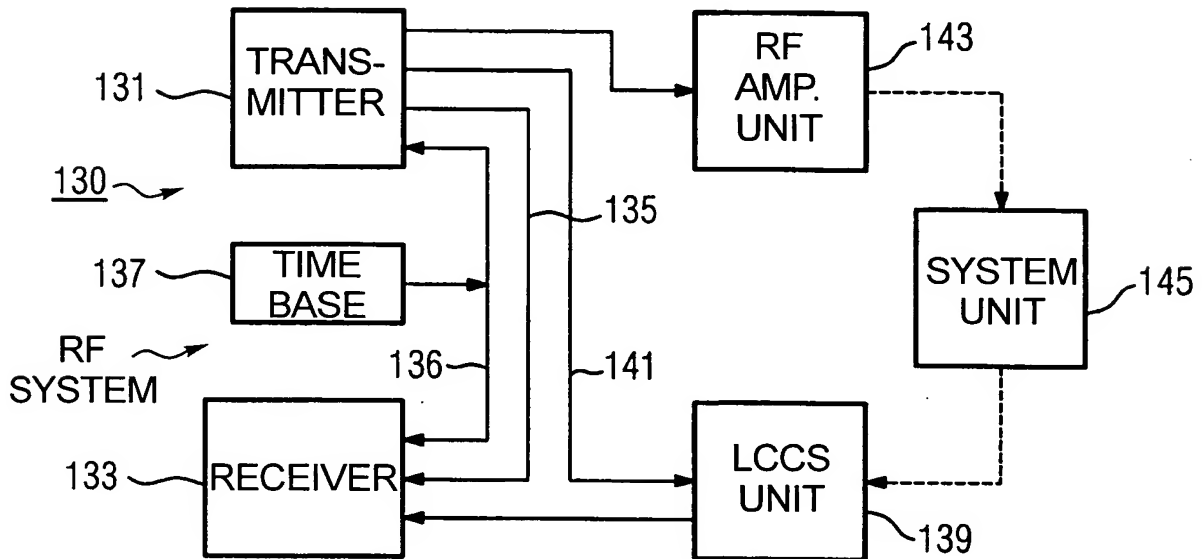 TRANS-
MITTER
131
RF
AMP.
UNIT
143
130
135
TIME
BASE
137
SYSTEM
UNIT
145
RF
SYSTEM
136
141
RECEIVER
133
LCCS
UNIT
139